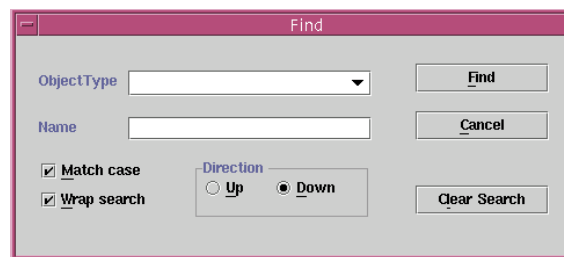 Find
ObjectType
Find
Name
Cancel
Match case
Wrap search
Direction
Up
Down
Clear Search